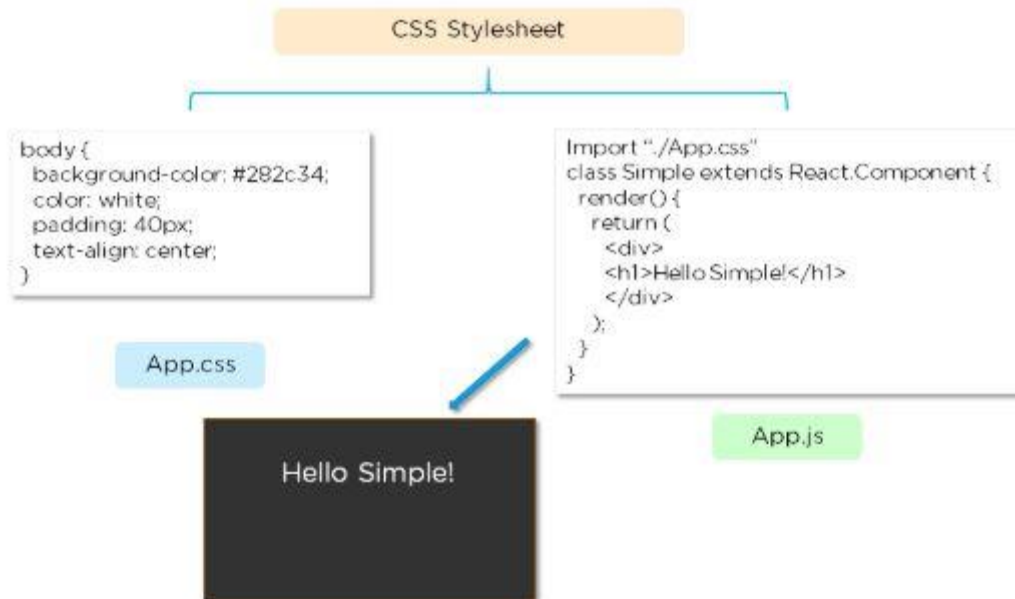 CSS Stylesheet
body {
background-color: #282c34;
color: white;
padding: 40px;
text-align: center;
}
App.css
Import "./App.css"
class Simple extends React.Component {
render() {
return (
<div>
<h1>Hello Simple!</h1>
</div>
);
}
}
App.js
Hello Simple!